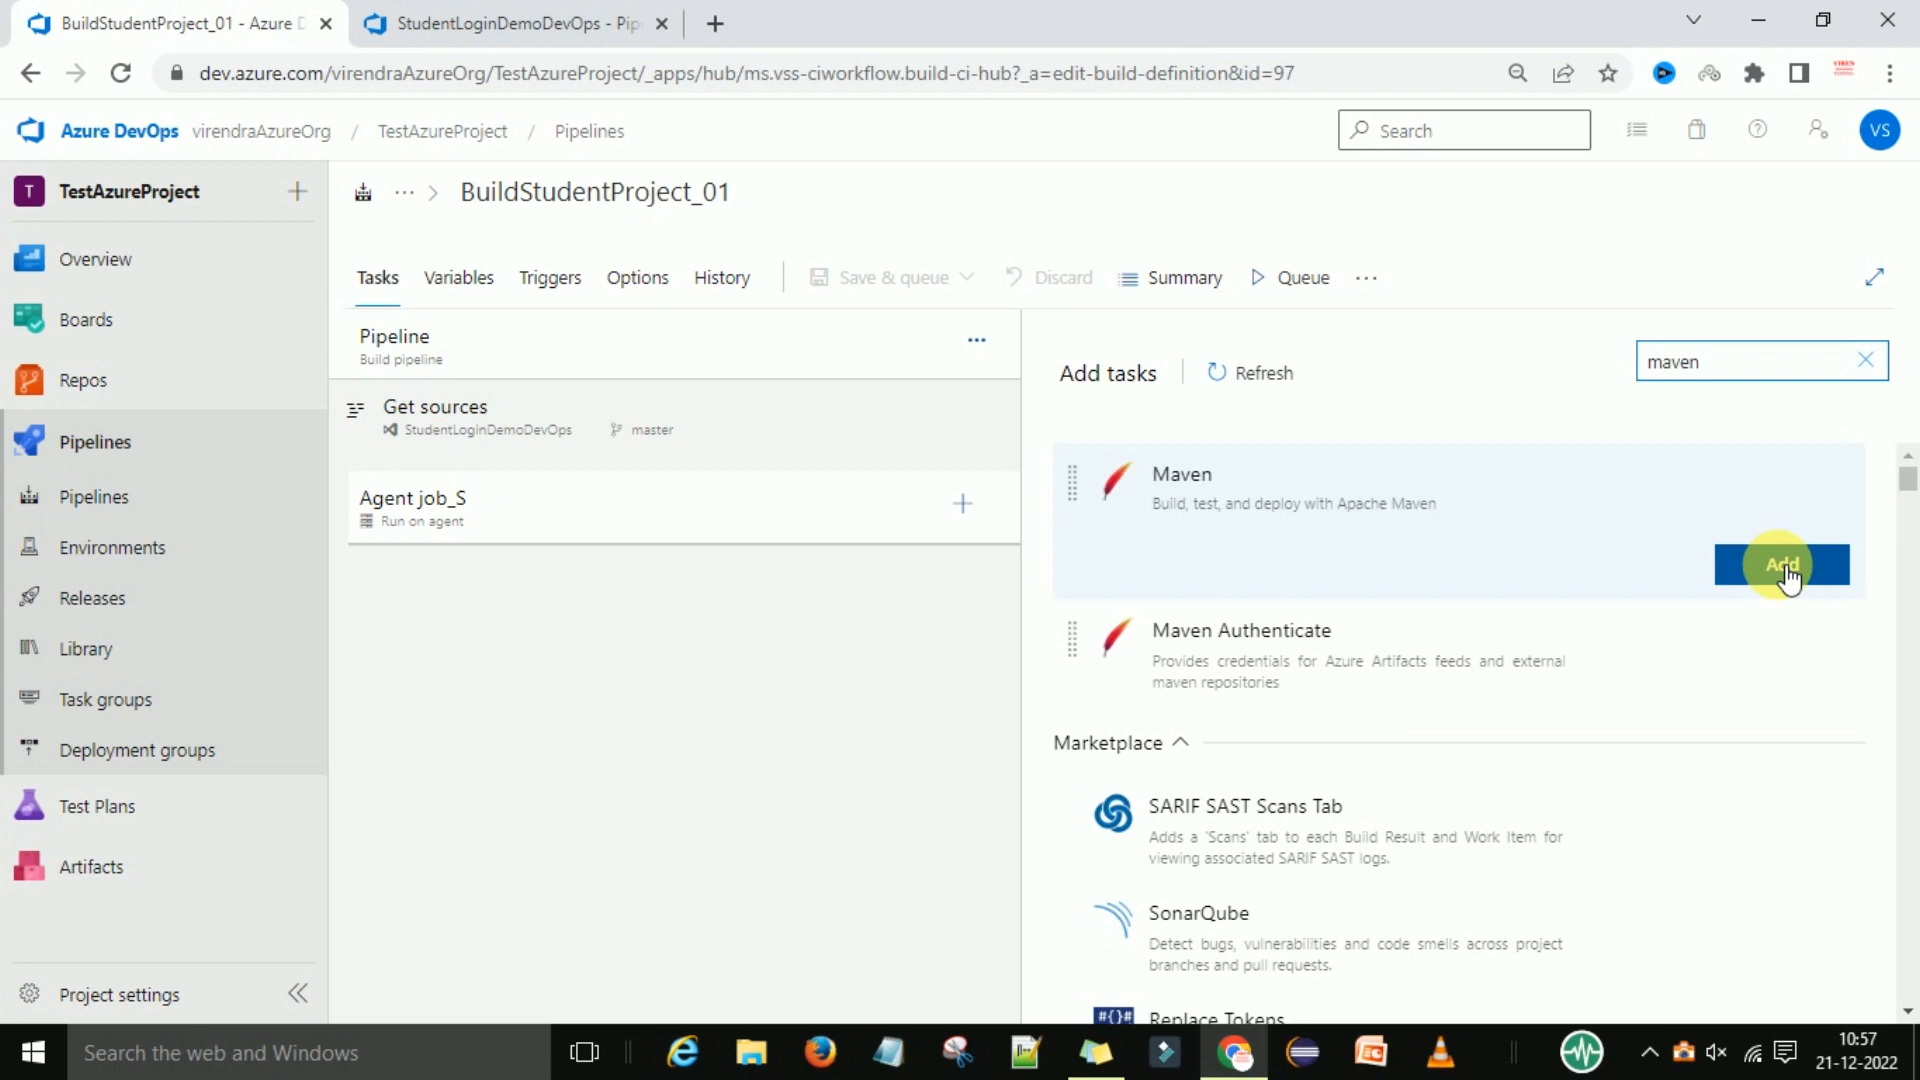 BuildStudentProject_01 - Azure D
StudentLoginDemoDevOps - Pip
dev.azure.com/virendraAzureOrg/TestAzureProject/_apps/hub/ms.vss-ciworkflow.build-ci-hub?_a=edit-build-definition&id=97
Azure DevOps virendraAzureOrg / TestAzureProject / Pipelines
Search
VS
T TestAzureProject
BuildStudentProject_01
Overview
Boards
Repos
Pipelines
Pipelines
Environments
Releases
Library
Task groups
Deployment groups
Test Plans
Artifacts
Project settings
Tasks Variables Triggers Options History Save & queue Discard Summary Queue
Pipeline
Build pipeline
Get sources
StudentLoginDemoDevOps master
Agent job_S
Run on agent
Add tasks Refresh
maven
Maven
Build, test, and deploy with Apache Maven
Add
Maven Authenticate
Provides credentials for Azure Artifacts feeds and external
maven repositories
Marketplace
SARIF SAST Scans Tab
Adds a 'Scans' tab to each Build Result and Work Item for
viewing associated SARIF SAST logs.
SonarQube
Detect bugs, vulnerabilities and code smells across project
branches and pull requests.
#{}# Replace Tokens
Search the web and Windows
10:57
21-12-2022